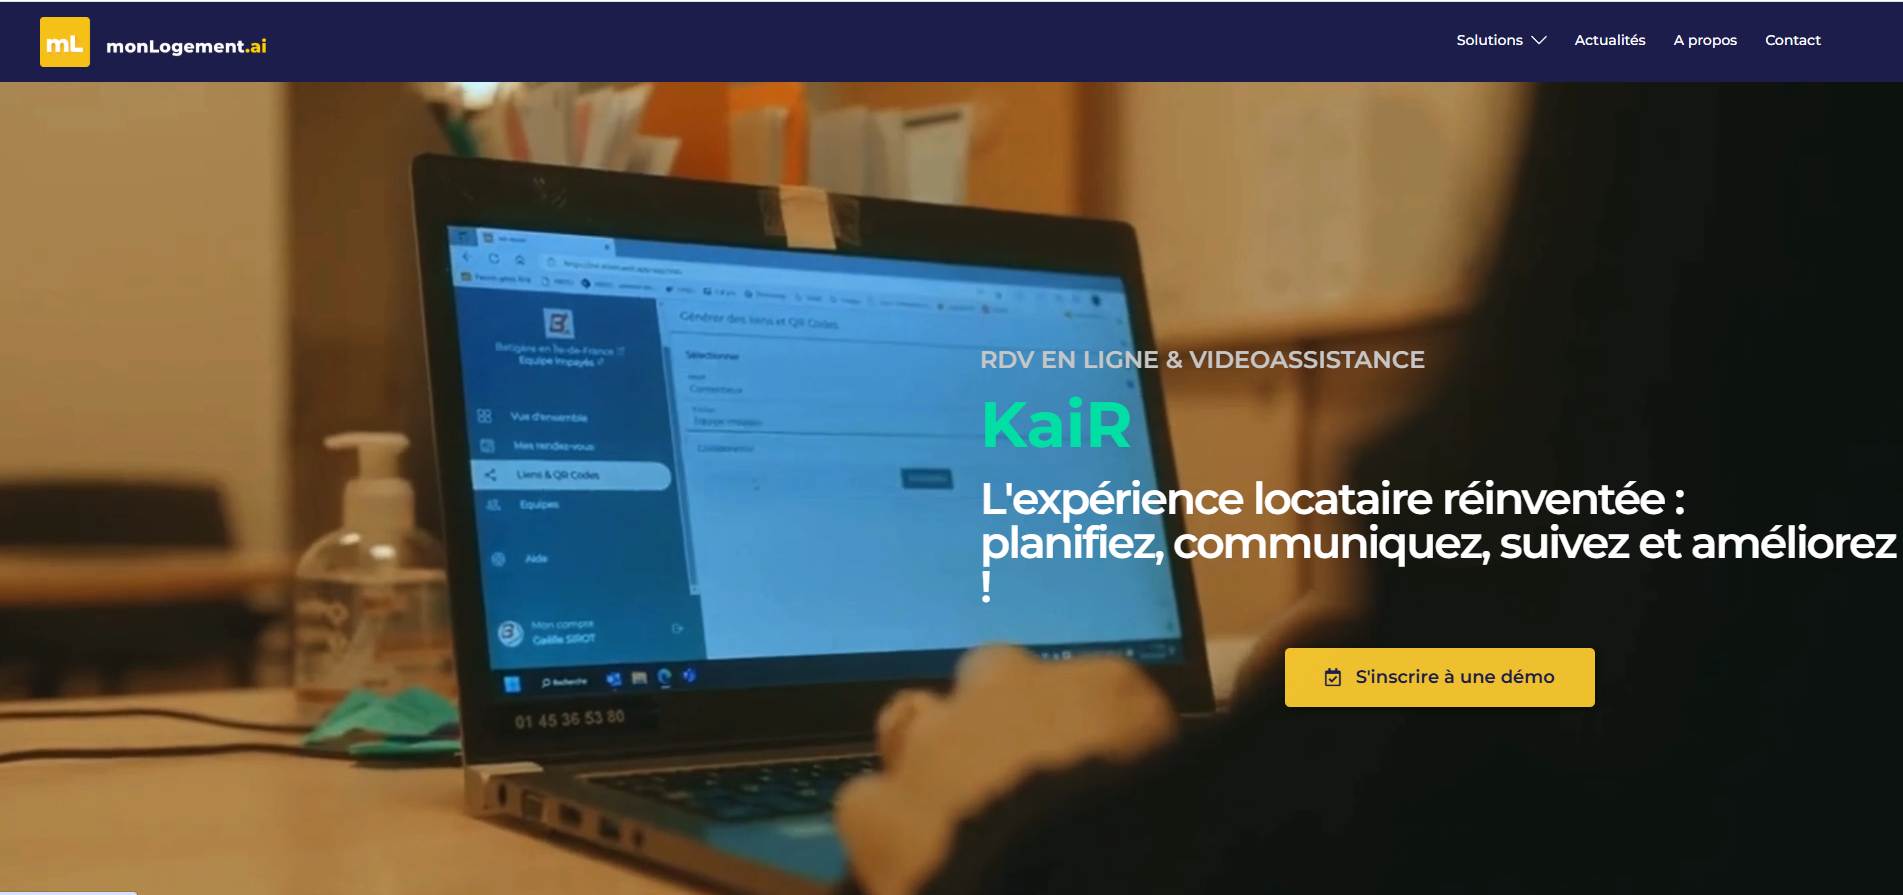 mL monLogement.ai
Solutions
Actualités
A propos
Contact
Générer des liens et QR Codes
Sélectionner
Batigère en Île-de-France
Equipe Impayés
Vue d'ensemble
Mes rendez-vous
Liens & QR Codes
Equipes
Aide
Mon compte
Gaëlle SIROT
Recherche
01 45 36 53 80
RDV EN LIGNE & VIDEOASSISTANCE
KaiR
L'expérience locataire réinventée :
planifiez, communiquez, suivez et améliorez
!
S'inscrire à une démo